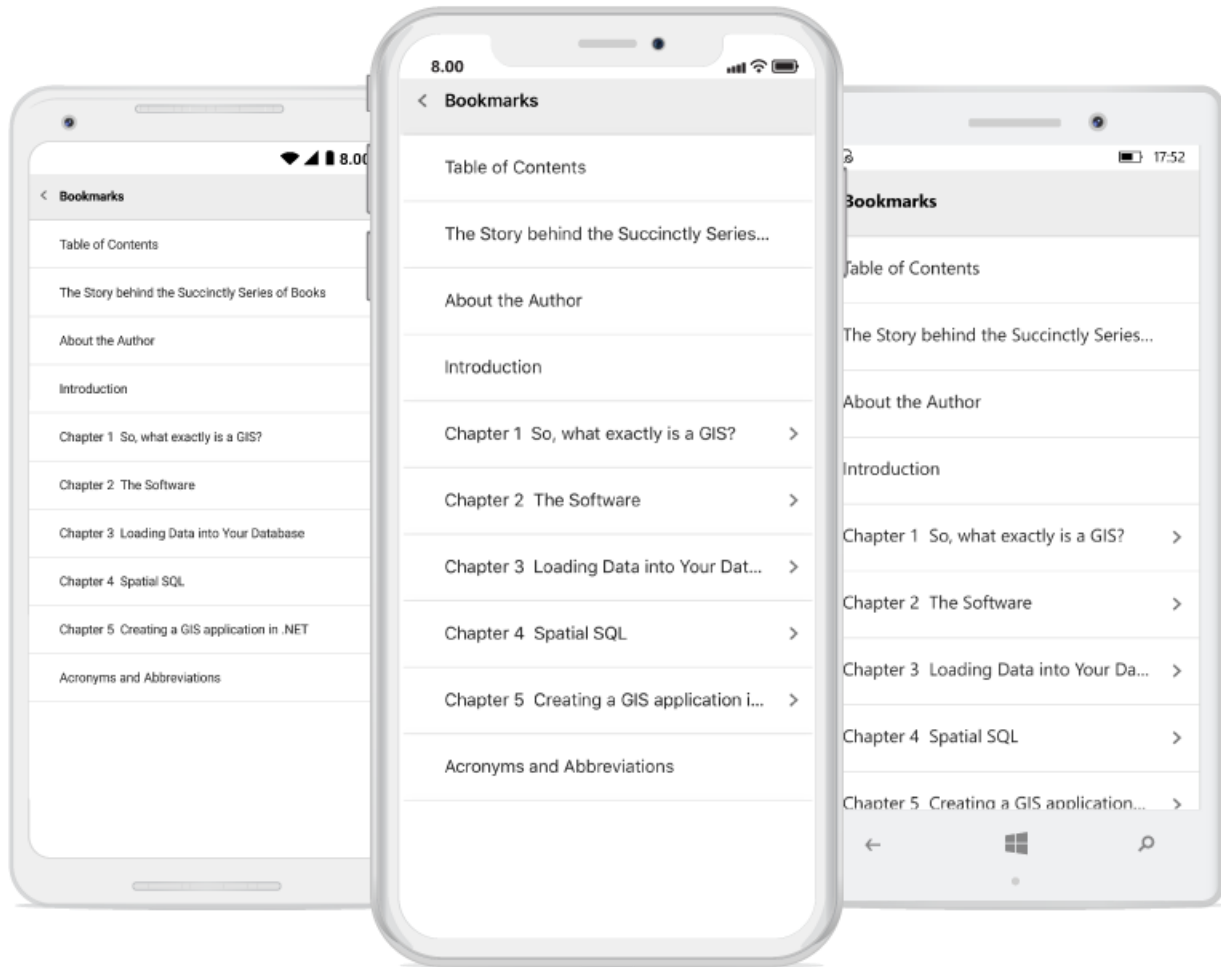 8.00
Bookmarks
Table of Contents
The Story behind the Succinctly Series of Books
About the Author
Introduction
Chapter 1 So, what exactly is a GIS?
Chapter 2 The Software
Chapter 3 Loading Data into Your Database
Chapter 4 Spatial SQL
Chapter 5 Creating a GIS application in .NET
Acronyms and Abbreviations
8.00
Bookmarks
Table of Contents
The Story behind the Succinctly Series...
About the Author
Introduction
Chapter 1 So, what exactly is a GIS?
Chapter 2 The Software
Chapter 3 Loading Data into Your Dat...
Chapter 4 Spatial SQL
Chapter 5 Creating a GIS application i...
Acronyms and Abbreviations
17:52
Bookmarks
Table of Contents
The Story behind the Succinctly Series...
About the Author
Introduction
Chapter 1 So, what exactly is a GIS?
Chapter 2 The Software
Chapter 3 Loading Data into Your Da...
Chapter 4 Spatial SQL
Chapter 5 Creating a GIS application...